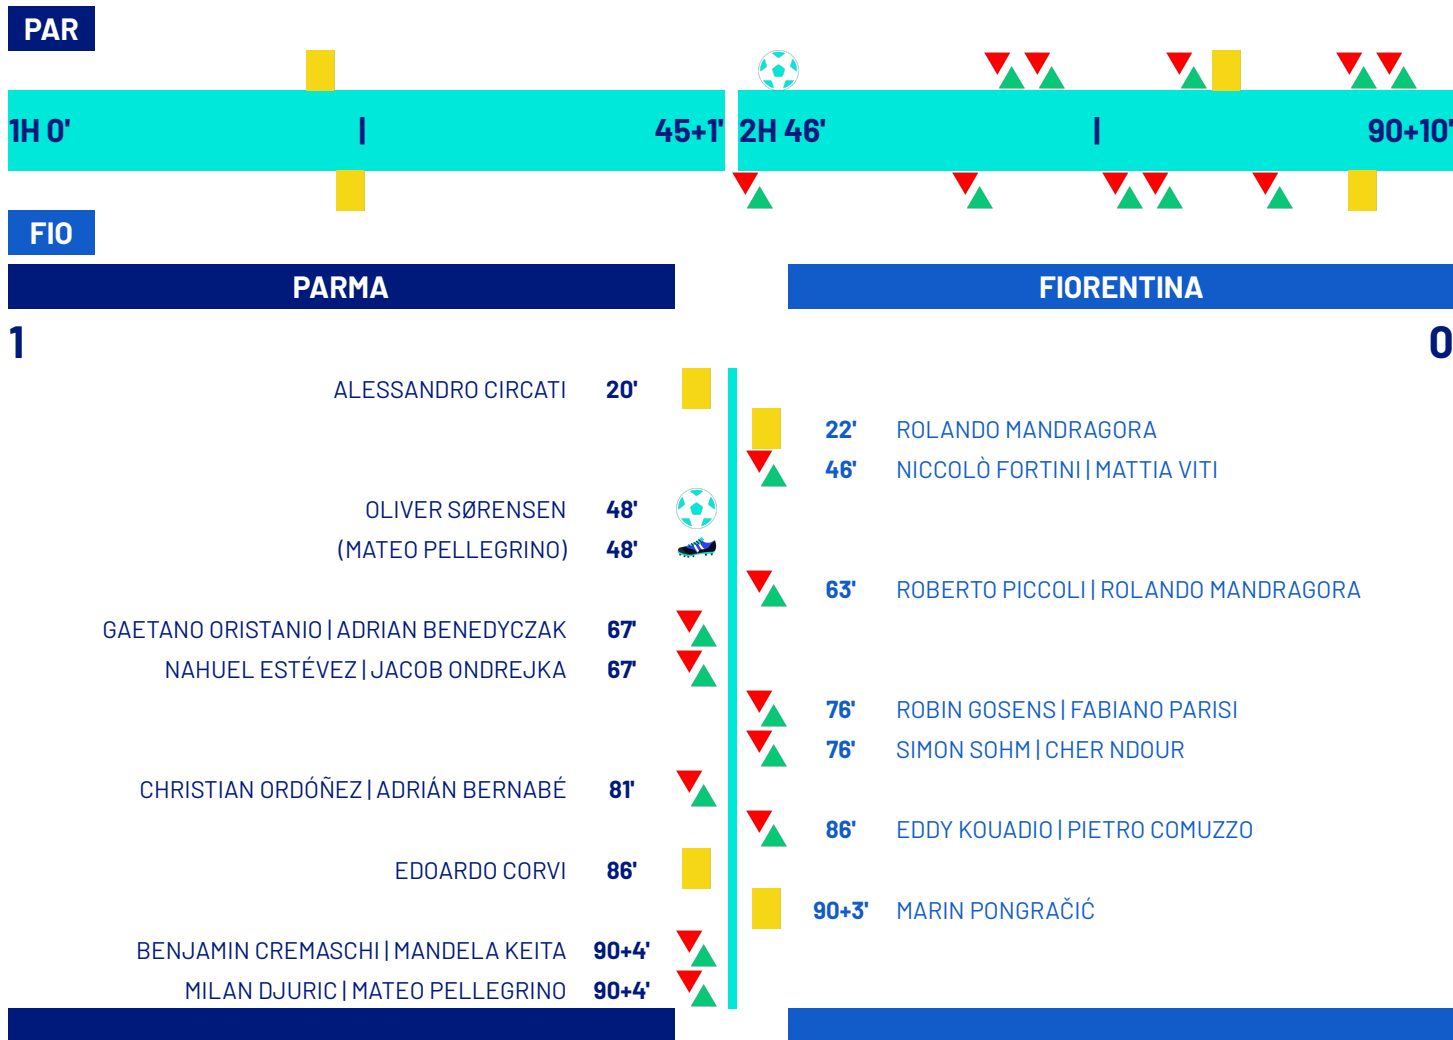 PAR
1H 0' | 45+1' 2H 46' | 90+10'
FIO
PARMA FIORENTINA
1 0
ALESSANDRO CIRCATI 20'
22' ROLANDO MANDRAGORA
46' NICCOLÒ FORTINI | MATTIA VITI
OLIVER SØRENSEN 48'
(MATEO PELLEGRINO) 48'
63' ROBERTO PICCOLI | ROLANDO MANDRAGORA
GAETANO ORISTANIO | ADRIAN BENEDYCZAK 67'
NAHUEL ESTÉVEZ | JACOB ONDREJKA 67'
76' ROBIN GOSENS | FABIANO PARISI
76' SIMON SOHM | CHER NDOUR
CHRISTIAN ORDÓÑEZ | ADRIÁN BERNABÉ 81'
86' EDDY KOUADIO | PIETRO COMUZZO
EDOARDO CORVI 86'
90+3' MARIN PONGRAČIĆ
BENJAMIN CREMASCHI | MANDELA KEITA 90+4'
MILAN DJURIC | MATEO PELLEGRINO 90+4'